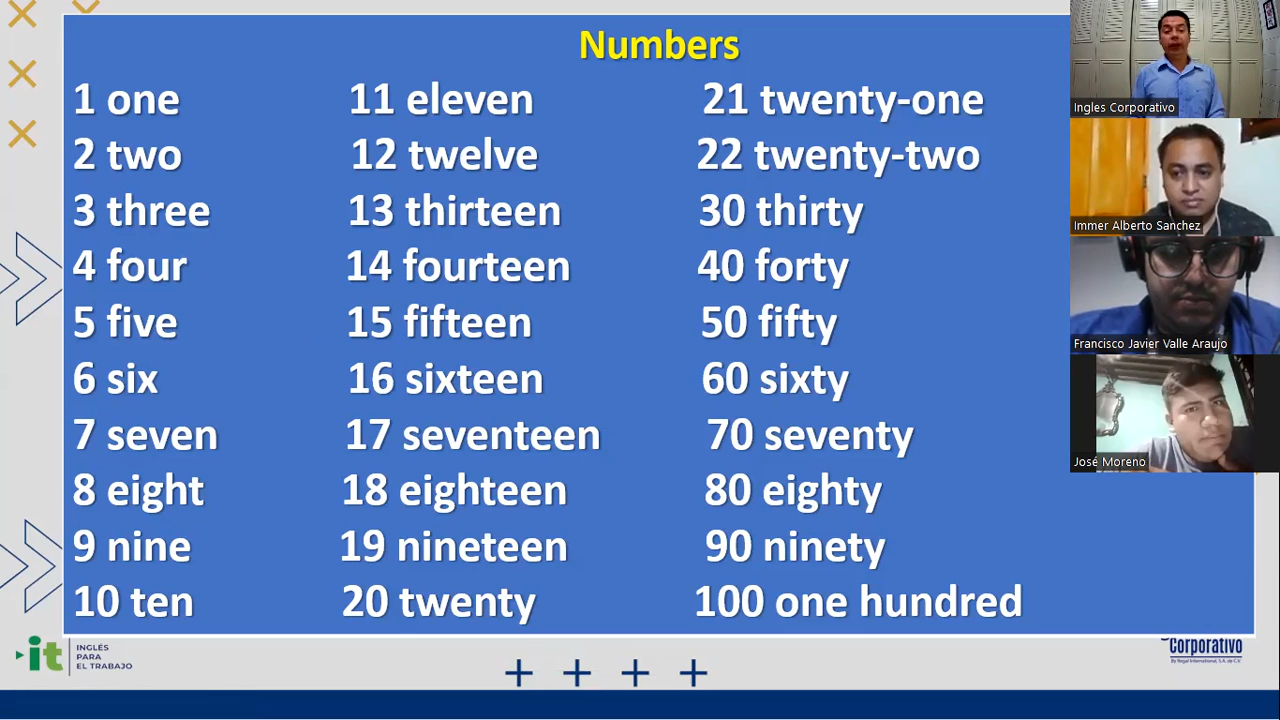 Numbers
1 one
2 two
3 three
4 four
5 five
6 six
7 seven
8 eight
9 nine
10 ten
11 eleven
12 twelve
13 thirteen
14 fourteen
15 fifteen
16 sixteen
17 seventeen
18 eighteen
19 nineteen
20 twenty
21 twenty-one
22 twenty-two
30 thirty
40 forty
50 fifty
60 sixty
70 seventy
80 eighty
90 ninety
100 one hundred
Ingles Corporativo
Immer Alberto Sanchez
Francisco Javier Valle Araujo
José Moreno
it
INGLÉS
PARA
EL TRABAJO
Corporativo
By Regal International, S.A. de C.V.